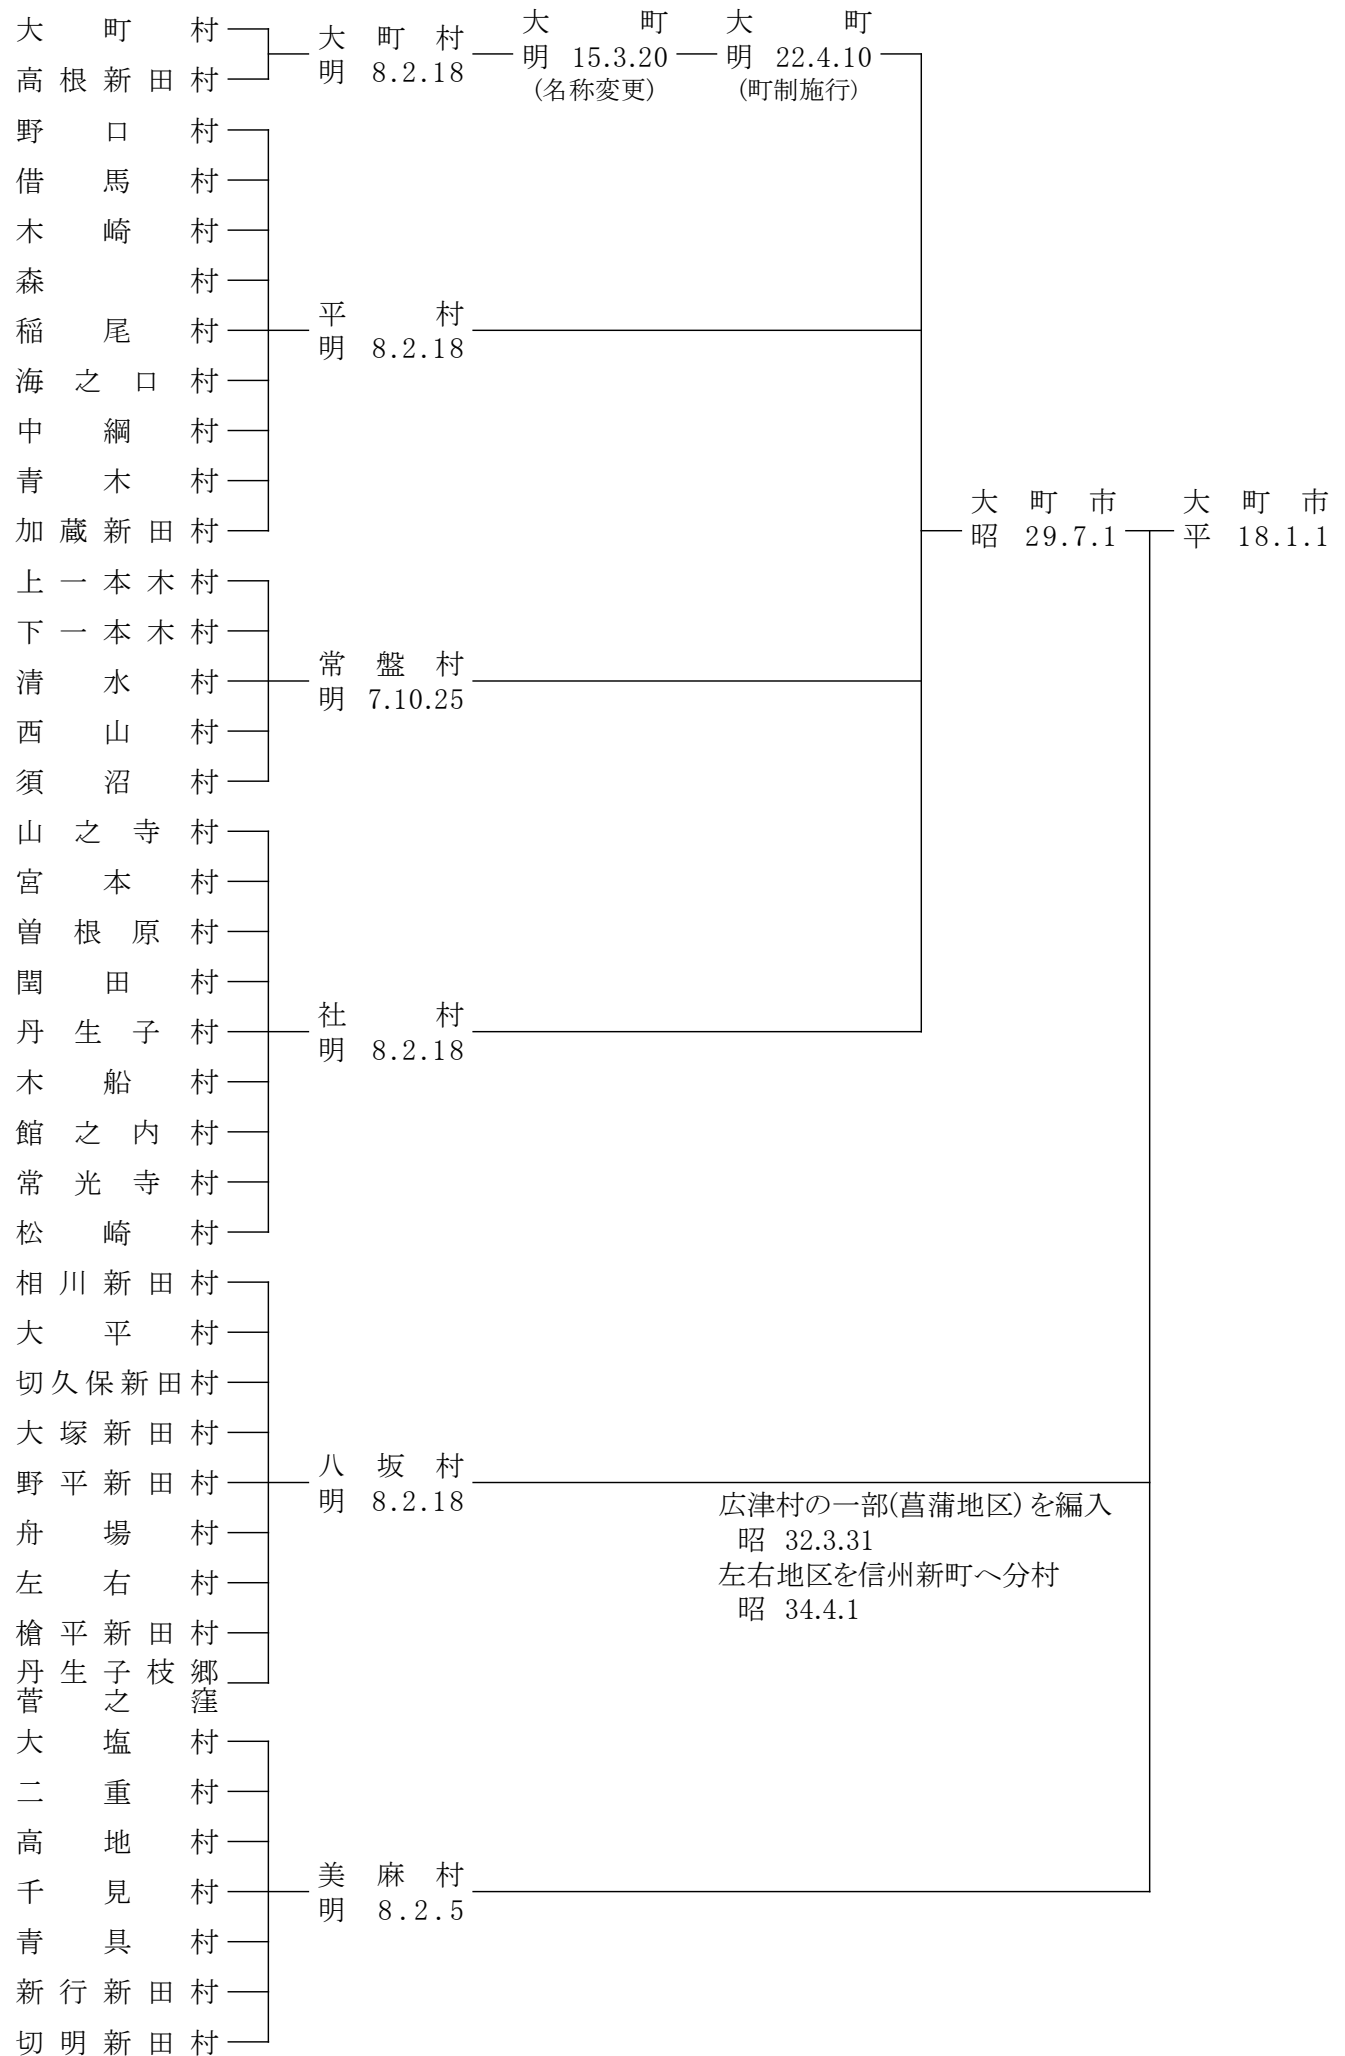 大町村
高根新田村
大町村
明 8.2.18
大町
明 15.3.20
(名称変更)
大町
明 22.4.10
(町制施行)
野口村
借馬村
木崎村
森村
稲尾村
海之口村
中綱村
青木村
加蔵新田村
平村
明 8.2.18
上一本木村
下一本木村
清水村
西山村
須沼村
常盤村
明 7.10.25
山之寺村
宮本村
曽根原村
閏田村
丹生子村
木船村
館之内村
常光寺村
松崎村
社村
明 8.2.18
大町市
昭 29.7.1
大町市
平 18.1.1
相川新田村
大平村
切久保新田村
大塚新田村
野平新田村
舟場村
左右村
槍平新田村
丹生子枝郷
菅之窪
八坂村
明 8.2.18
広津村の一部(菖蒲地区)を編入
昭 32.3.31
左右地区を信州新町へ分村
昭 34.4.1
大塩村
二重村
高地村
千見村
青具村
新行新田村
切明新田村
美麻村
明 8.2.5